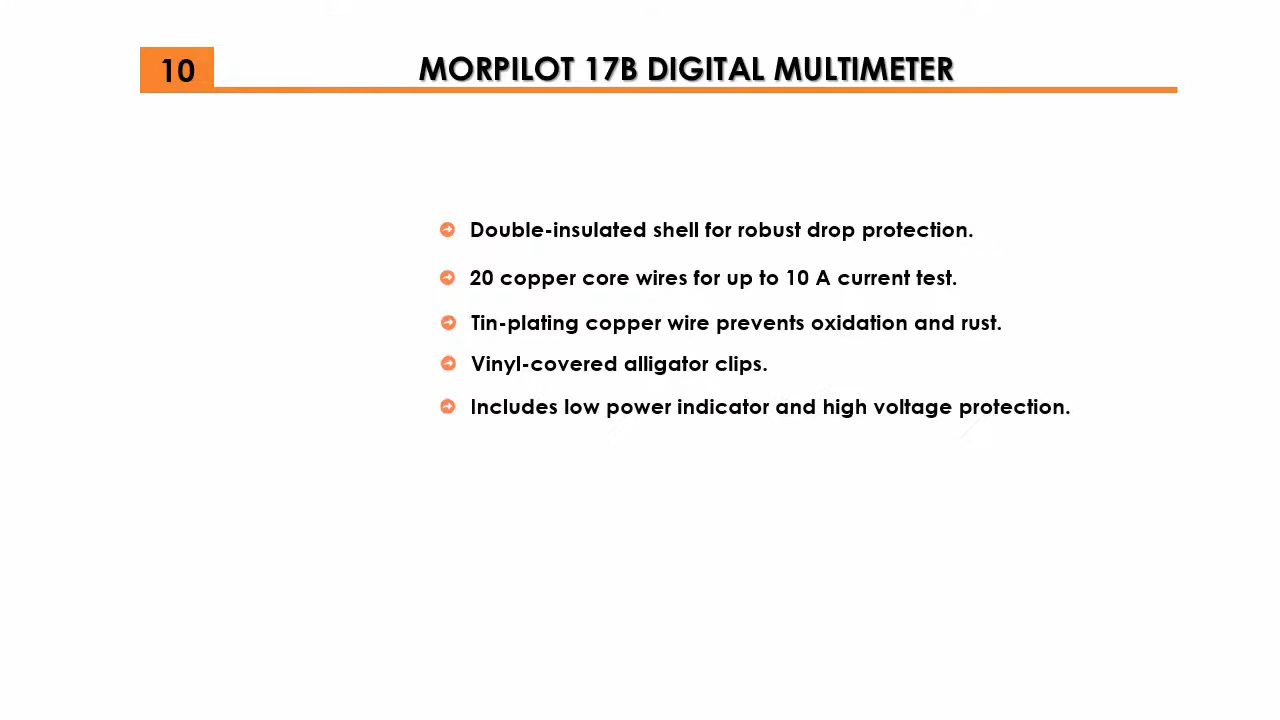 10
MORPILOT 17B DIGITAL MULTIMETER
Double-insulated shell for robust drop protection.
20 copper core wires for up to 10 A current test.
Tin-plating copper wire prevents oxidation and rust.
Vinyl-covered alligator clips.
Includes low power indicator and high voltage protection.